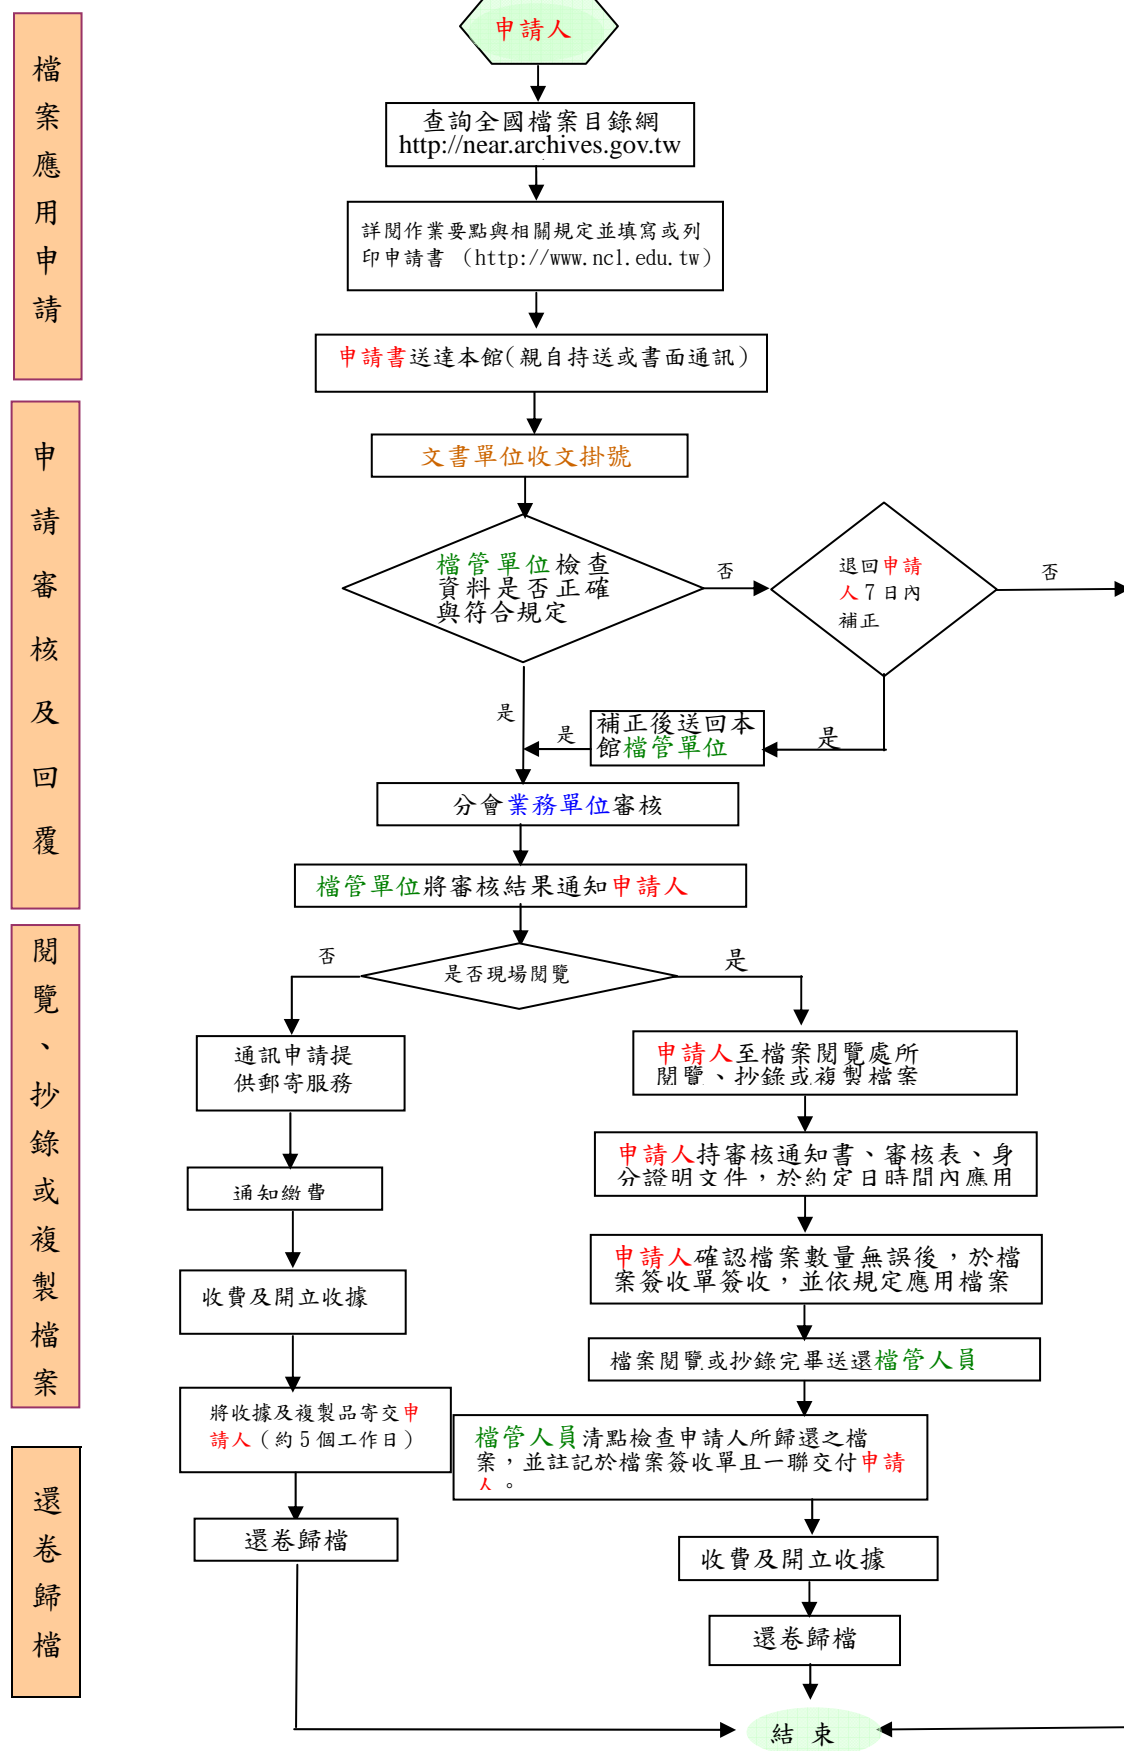 檔案應用申請
申請人
查詢全國檔案目錄網
http://near.archives.gov.tw
詳閱作業要點與相關規定並填寫或列
印申請書 （http://www.ncl.edu.tw）
申請書送達本館(親自持送或書面通訊)
申請審核及回覆
文書單位收文掛號
檔管單位檢查
資料是否正確
與符合規定
否
退回申請
人7日內
補正
否
是
補正後送回本
館檔管單位
是
是
分會業務單位審核
檔管單位將審核結果通知申請人
閱覽、抄錄或複製檔案
是否現場閱覽
否
是
通訊申請提
供郵寄服務
通知繳費
收費及開立收據
將收據及複製品寄交申
請人（約5個工作日）
還卷歸檔
申請人至檔案閱覽處所
閱覽、抄錄或複製檔案
申請人持審核通知書、審核表、身
分證明文件，於約定日時間內應用
申請人確認檔案數量無誤後，於檔
案簽收單簽收，並依規定應用檔案
檔案閱覽或抄錄完畢送還檔管人員
檔管人員清點檢查申請人所歸還之檔
案，並註記於檔案簽收單且一聯交付申請
人。
收費及開立收據
還卷歸檔
還卷歸檔
結 束